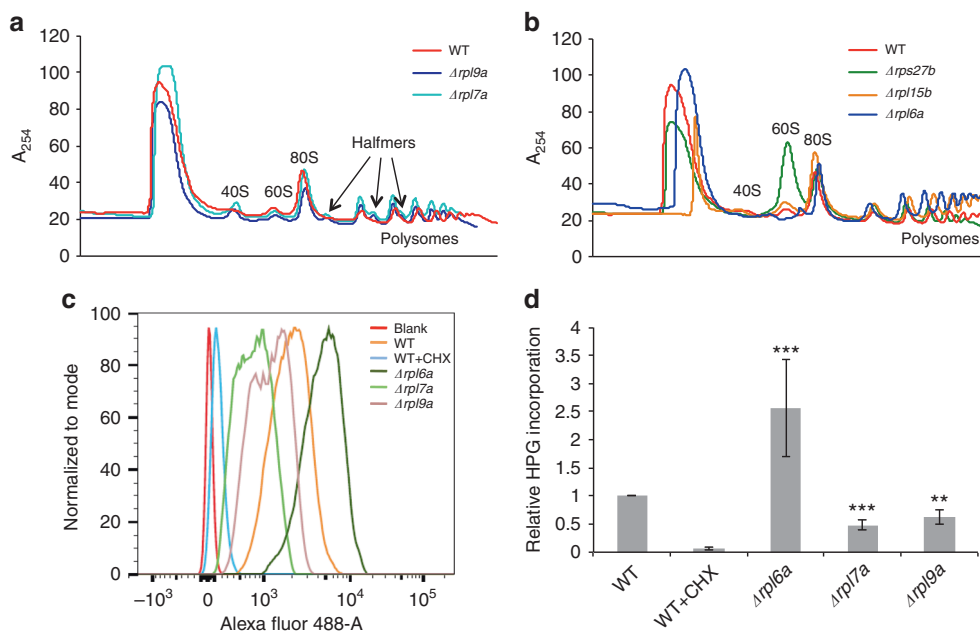 a
120
100
80
60
40
20
0
A254
WT
Δrpl9a
Δrpl7a
40S
60S
80S
Halfmers
Polysomes
b
120
100
80
60
40
20
0
A254
WT
Δrps27b
Δrpl15b
Δrpl6a
40S
60S
80S
Polysomes
c
100
80
60
40
20
0
Normalized to mode
Blank
WT
WT+CHX
Δrpl6a
Δrpl7a
Δrpl9a
−10³
0
10³
10⁴
10⁵
Alexa fluor 488-A
d
4
3.5
3
2.5
2
1.5
1
0.5
0
Relative HPG incorporation
***
***
**
WT
WT+CHX
Δrpl6a
Δrpl7a
Δrpl9a